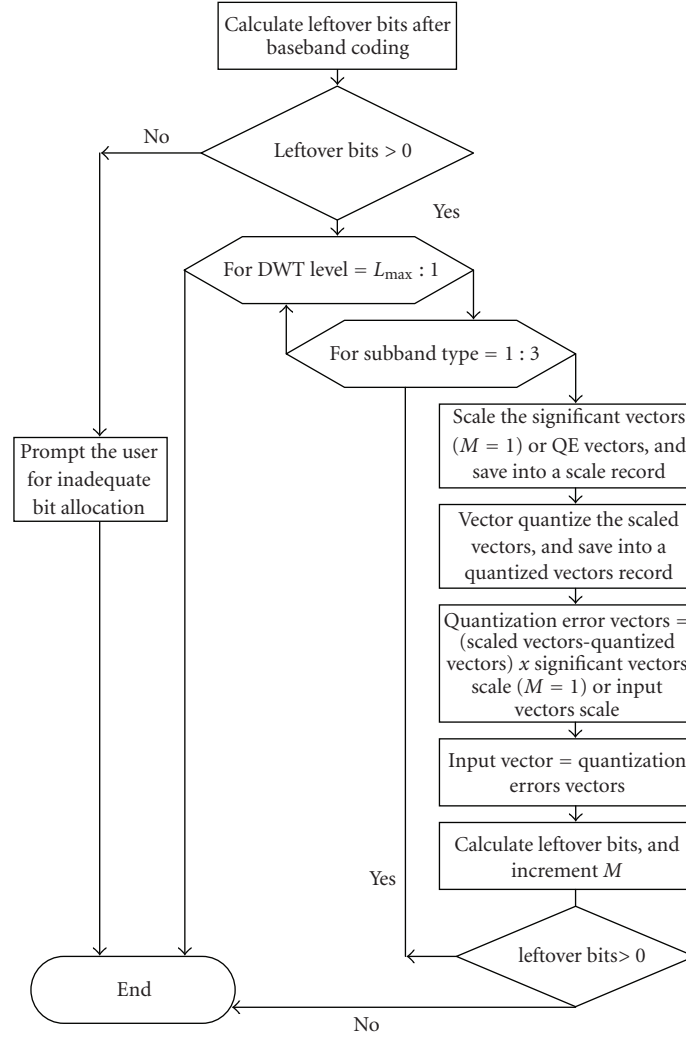 Calculate leftover bits after
baseband coding
No
Leftover bits > 0
Yes
For DWT level = Lmax : 1
For subband type = 1 : 3
Scale the significant vectors
(M = 1) or QE vectors, and
save into a scale record
Prompt the user
for inadequate
bit allocation
Vector quantize the scaled
vectors, and save into a
quantized vectors record
Quantization error vectors =
(scaled vectors-quantized
vectors) x significant vectors
scale (M = 1) or input
vectors scale
Input vector = quantization
errors vectors
Calculate leftover bits, and
increment M
Yes
leftover bits> 0
End
No